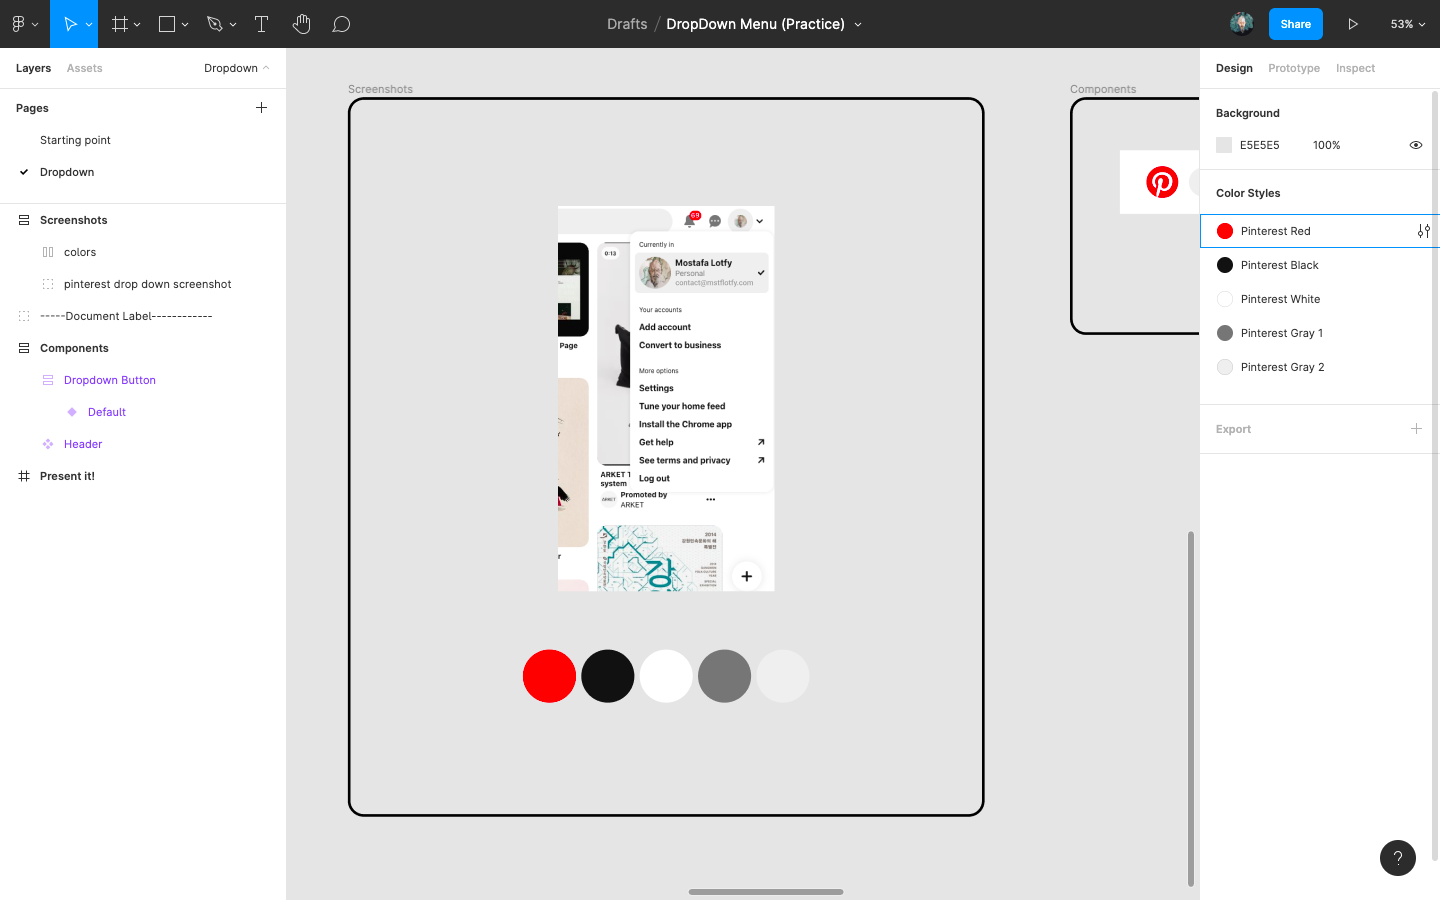 Drafts / DropDown Menu (Practice)
Share
53%
Layers Assets Dropdown
Pages
Starting point
Dropdown
Screenshots
colors
pinterest drop down screenshot
-----Document Label------------
Components
Dropdown Button
Default
Header
Present it!
Screenshots
69
Currently in
Mostafa Lotfy
Personal
contact@mstflotfy.com
Your accounts
Add account
Convert to business
More options
Settings
Tune your home feed
Install the Chrome app
Get help
See terms and privacy
Log out
0:13
Page
ARKET T
system
ARKET
Promoted by
ARKET
2014
Components
Design Prototype Inspect
Background
E5E5E5 100%
Color Styles
Pinterest Red
Pinterest Black
Pinterest White
Pinterest Gray 1
Pinterest Gray 2
Export
?